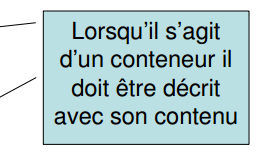 Lorsqu'il s'agit
d'un conteneur il
doit être décrit
avec son contenu